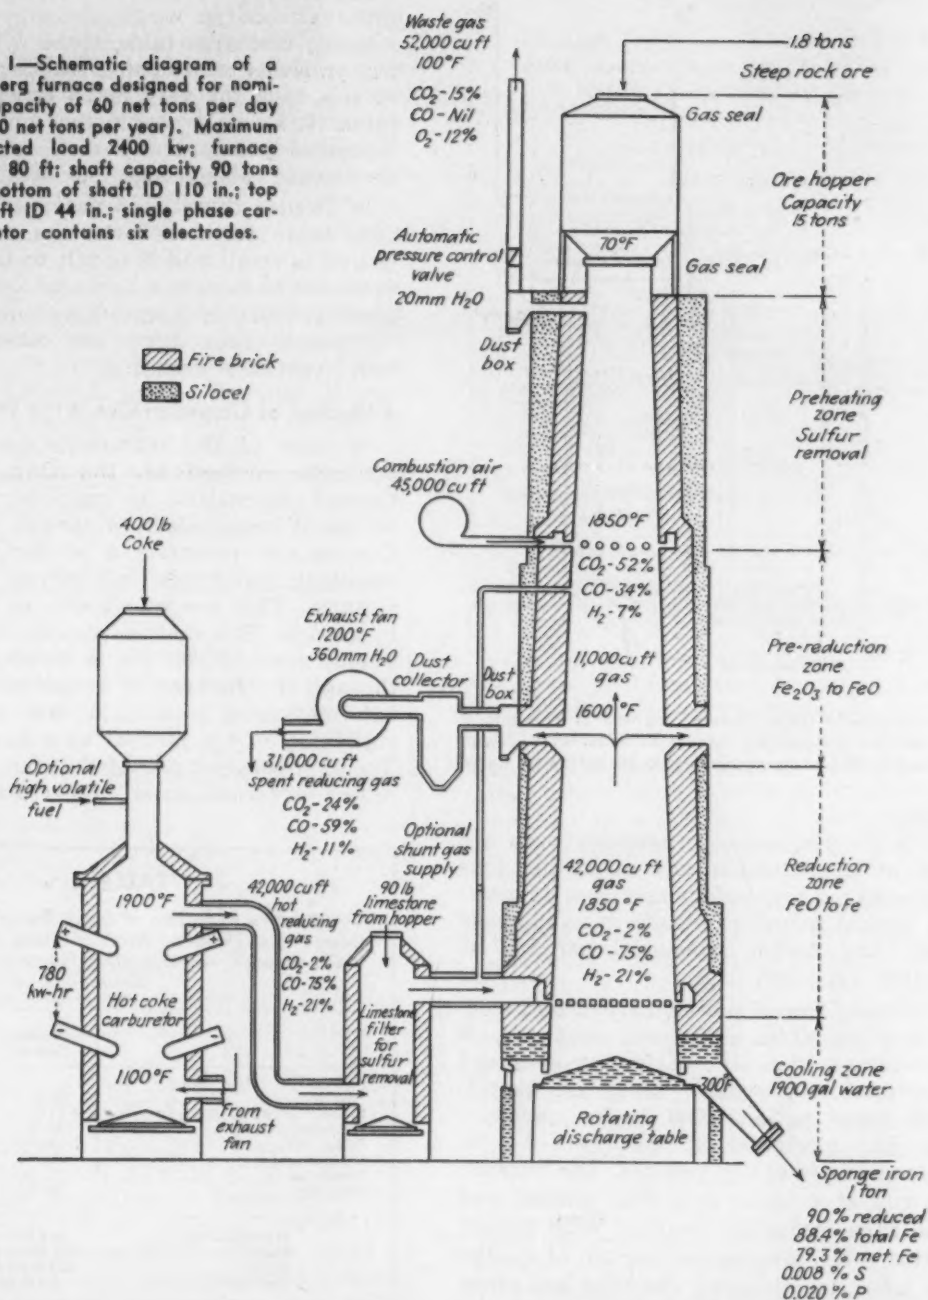 I—Schematic diagram of a
erg furnace designed for nomi-
pacity of 60 net tons per day
0 net tons per year). Maximum
cted load 2400 kw; furnace
80 ft; shaft capacity 90 tons
ottom of shaft ID 110 in.; top
ft ID 44 in.; single phase car-
tor contains six electrodes.
Waste gas
52,000 cu ft
100°F
CO₂-15%
CO-Nil
O₂-12%
1.8 tons
Steep rock ore
Gas seal
Ore hopper
Capacity
15 tons
70°F
Automatic
pressure control
valve
20mm H₂O
Gas seal
Dust
box
Fire brick
Silocel
Preheating
zone
Sulfur
removal
Combustion air
45,000 cu ft
1850°F
CO₂-52%
CO-34%
H₂-7%
400 lb
Coke
Exhaust fan
1200°F
360mm H₂O
Dust
collector
Dust
box
11,000 cu ft
gas
1600°F
Pre-reduction
zone
Fe₂O₃ to FeO
31,000 cu ft
spent reducing gas
CO₂-24%
CO-59%
H₂-11%
Optional
high volatile
fuel
Optional
shunt gas
supply
42,000 cu ft
hot
reducing
gas
CO₂-2%
CO-75%
H₂-21%
90 lb
limestone
from hopper
42,000 cu ft
gas
1850°F
CO₂-2%
CO-75%
H₂-21%
Reduction
zone
FeO to Fe
1900°F
+
+
780
kw-hr
Hot coke
carburetor
-
-
1100°F
From
exhaust
fan
Limestone
filter
for
sulfur
removal
300°F
Cooling zone
1900 gal water
Rotating
discharge table
Sponge iron
1 ton
90% reduced
88.4% total Fe
79.3% met. Fe
0.008 % S
0.020 % P